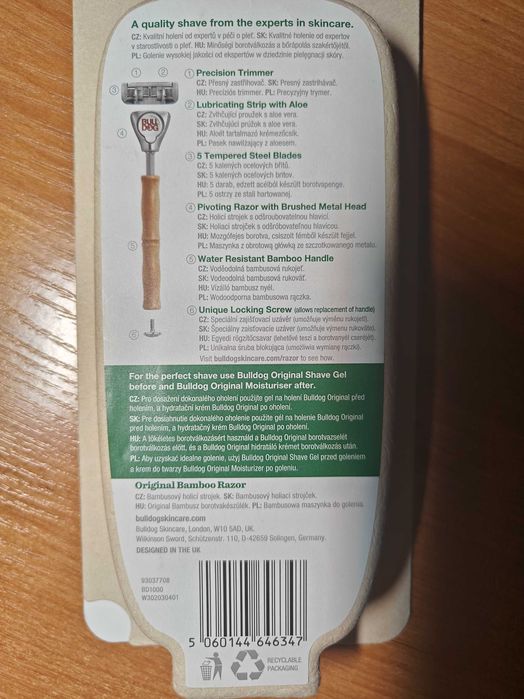 A quality shave from the experts in skincare.
CZ: Kvalitní holení od expertů v péči o pleť. SK: Kvalitné holenie od expertov
v starostlivosti o pleť. HU: Minőségi borotválkozás a bőrápolás szakértőjétől.
PL: Golenie wysokiej jakości od ekspertów w dziedzinie pielęgnacji skóry.
1 2
3
BULL
DOG
4
5
6
1 Precision Trimmer
CZ: Přesný zastřihovač. SK: Presný zastrihávač.
HU: Precíziós trimmer. PL: Precyzyjny trymer.
2 Lubricating Strip with Aloe
CZ: Zvlhčující proužek s aloe vera.
SK: Zvlhčujúci prúžok s aloe vera.
HU: Aloét tartalmazó krémezőcsík.
PL: Pasek nawilżający z aloesem.
3 5 Tempered Steel Blades
CZ: 5 kalených ocelových břitů.
SK: 5 kalených oceľových britov.
HU: 5 darab, edzett acélból készült borotvapenge.
PL: 5 ostrzy ze stali hartowanej.
4 Pivoting Razor with Brushed Metal Head
CZ: Holicí strojek s odšroubovatelnou hlavicí.
SK: Holiaci strojček s odšróbovateľnou hlavicou.
HU: Mozgófejes borotva, csiszolt fémből készült fejjel.
PL: Maszynka z obrotową główką ze szczotkowanego metalu.
5 Water Resistant Bamboo Handle
CZ: Voděodolná bambusová rukojeť.
SK: Vodeodolná bambusová rukoväť.
HU: Vízálló bambusz nyél.
PL: Wodoodporna bambusowa rączka.
6 Unique Locking Screw (allows replacement of handle)
CZ: Speciální zajišťovací uzávěr (umožňuje výměnu rukojeti).
SK: Špeciálny zaisťovacie uzáver (umožňuje výmenu rukoväte).
HU: Egyedi rögzítőcsavar (lehetővé teszi a borotvanyél cseréjét).
PL: Unikalna śruba blokująca (umożliwia wymianę rączki).
Visit bulldogskincare.com/razor to see how.
For the perfect shave use Bulldog Original Shave Gel
before and Bulldog Original Moisturiser after.
CZ: Pro dosažení dokonalého oholení použijte gel na holení Bulldog Original před
holením, a hydratační krém Bulldog Original po oholení.
SK: Pre dosiahnutie dokonalého oholenie použite gél na holenie Bulldog Original
pred holením, a hydratačný krém Bulldog Original po oholení.
HU: A tökéletes borotválkozásért használd a Bulldog Original borotvazselét
borotválkozás előtt, és a Bulldog Original hidratáló krémet borotválkozás után.
PL: Aby uzyskać idealne golenie, użyj Bulldog Original Shave Gel przed goleniem
a krem do twarzy Bulldog Original Moisturizer po goleniu.
Original Bamboo Razor
CZ: Bambusový holicí strojek. SK: Bambusový holiaci strojček.
HU: Original Bambusz borotvakészülék. PL: Bambusowa maszynka do golenia.
bulldogskincare.com
Bulldog Skincare, London, W10 5AD, UK.
Wilkinson Sword, Schützenstr. 110, D-42659 Solingen, Germany.
DESIGNED IN THE UK
93037708
BD1000
W302030401
5 060144 646347
RECYCLABLE
PACKAGING